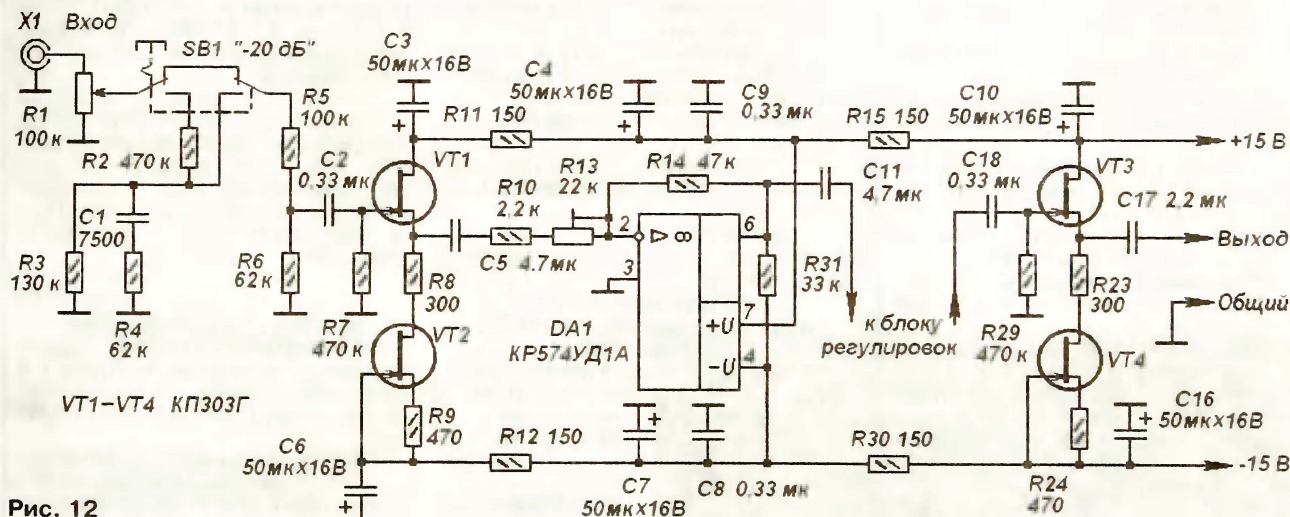 X1 Вход
SB1 "-20 дБ"
R1
100 к
R2 470 к
C1
7500
R3
130 к
R4
62 к
R5
100 к
R6
62 к
C2
0,33 мк
R7
470 к
VT1
C3
50мк×16В
R11 150
C4
50мк×16В
C9
0,33 мк
R10
2,2 к
R13
22 к
R14 47 к
C5 4.7мк
R8
300
VT2
R9
470
C6
50мк×16В
R12 150
2
3
▷ ∞
6
7
+U
4
-U
DA1
КР574УД1А
C7
50мк×16В
C8 0,33 мк
R31
33 к
C11
4,7 мк
к блоку
регулировок
R15 150
C10
50мк×16В
+15 В
C18
0,33 мк
VT3
C17 2,2 мк
Выход
R23
300
Общий
R29
470 к
VT4
C16
50мк×16В
R30 150
R24
470
-15 В
VT1–VT4 КП303Г
Рис. 12